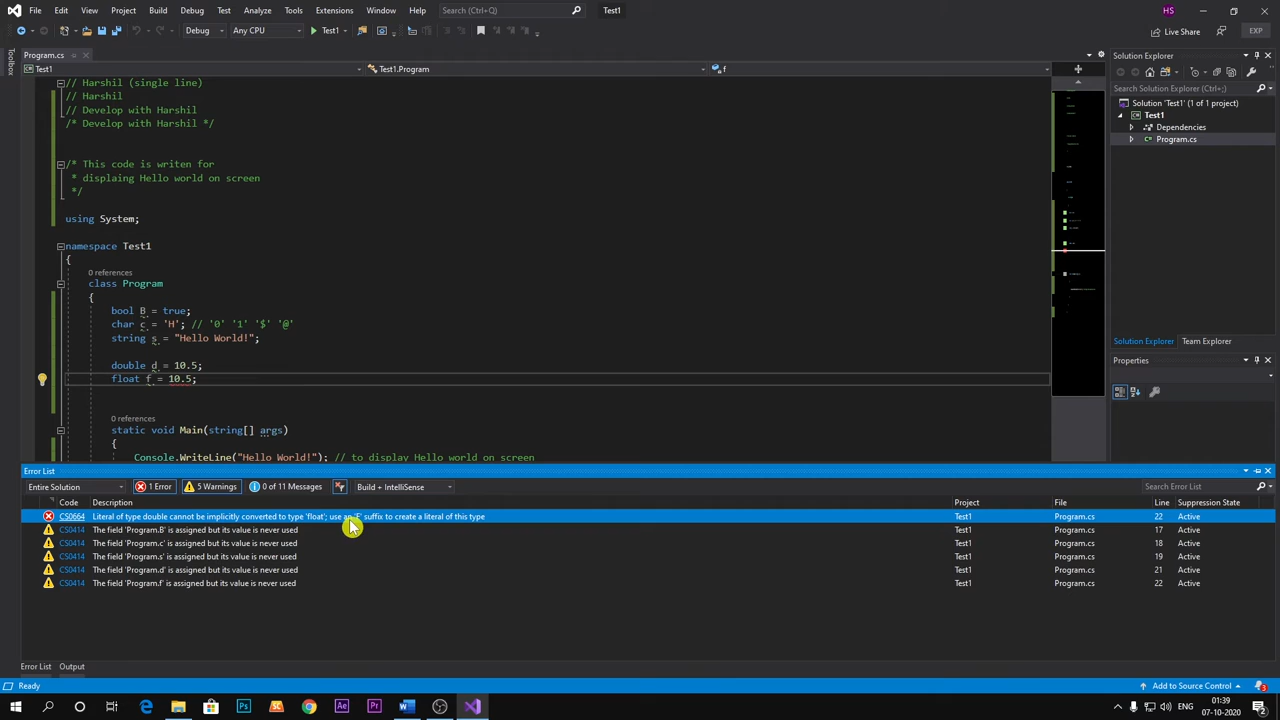 File Edit View Project Build Debug Test Analyze Tools Extensions Window Help Search (Ctrl+Q) Test1 HS
Debug Any CPU Test1 Live Share EXP
Toolbox
Program.cs
Test1 Test1.Program f
// Harshil (single line)
// Harshil
// Develop with Harshil
/* Develop with Harshil */
/* This code is writen for
* displaing Hello world on screen
*/
using System;
namespace Test1
{
0 references
class Program
{
bool B = true;
char c = 'H'; // '0' '1' '$' '@'
string s = "Hello World!";
double d = 10.5;
float f = 10.5;
0 references
static void Main(string[] args)
{
Console.WriteLine("Hello World!"); // to display Hello world on screen
Solution Explorer
Search Solution Explorer (Ctrl+;)
Solution 'Test1' (1 of 1 project)
Test1
Dependencies
Program.cs
Solution Explorer Team Explorer
Properties
Error List
Entire Solution 1 Error 5 Warnings 0 of 11 Messages Build + IntelliSense Search Error List
Code Description Project File Line Suppression State
CS0664 Literal of type double cannot be implicitly converted to type 'float'; use an 'F' suffix to create a literal of this type Test1 Program.cs 22 Active
CS0414 The field 'Program.B' is assigned but its value is never used Test1 Program.cs 17 Active
CS0414 The field 'Program.c' is assigned but its value is never used Test1 Program.cs 18 Active
CS0414 The field 'Program.s' is assigned but its value is never used Test1 Program.cs 19 Active
CS0414 The field 'Program.d' is assigned but its value is never used Test1 Program.cs 21 Active
CS0414 The field 'Program.f' is assigned but its value is never used Test1 Program.cs 22 Active
Error List Output
Ready Add to Source Control 3
Ps Ae Pr 01:39
07-10-2020 2